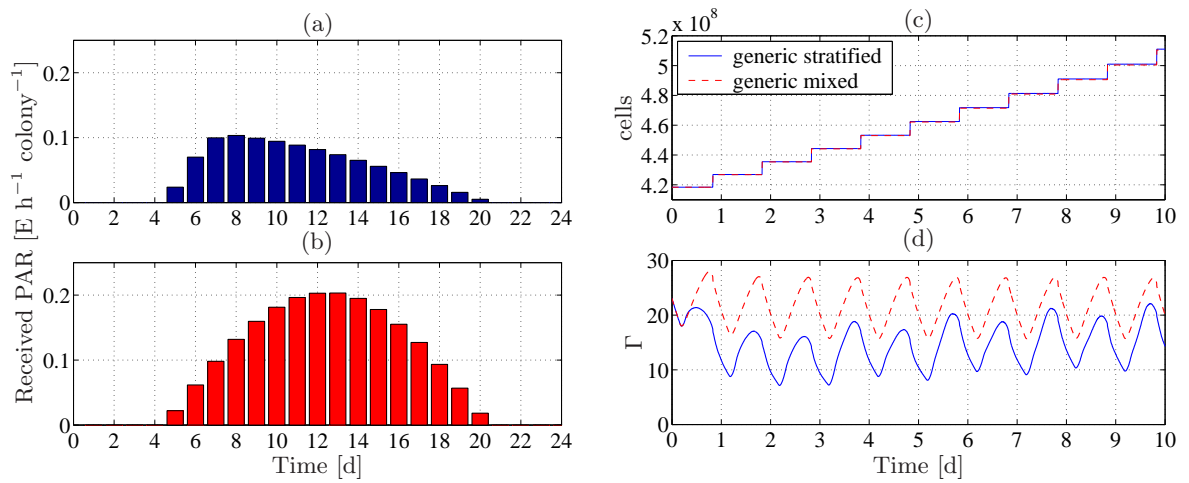 (a)
0.2
0.1
0
0 2 4 6 8 10 12 14 16 18 20 22 24
(b)
0.2
0.1
0
0 2 4 6 8 10 12 14 16 18 20 22 24
Time [d]
Received PAR [E h⁻¹ colony⁻¹]
(c)
x 10⁸
5.2
5
4.8
4.6
4.4
4.2
cells
generic stratified
generic mixed
0 1 2 3 4 5 6 7 8 9 10
(d)
30
20
10
0
Γ
0 1 2 3 4 5 6 7 8 9 10
Time [d]